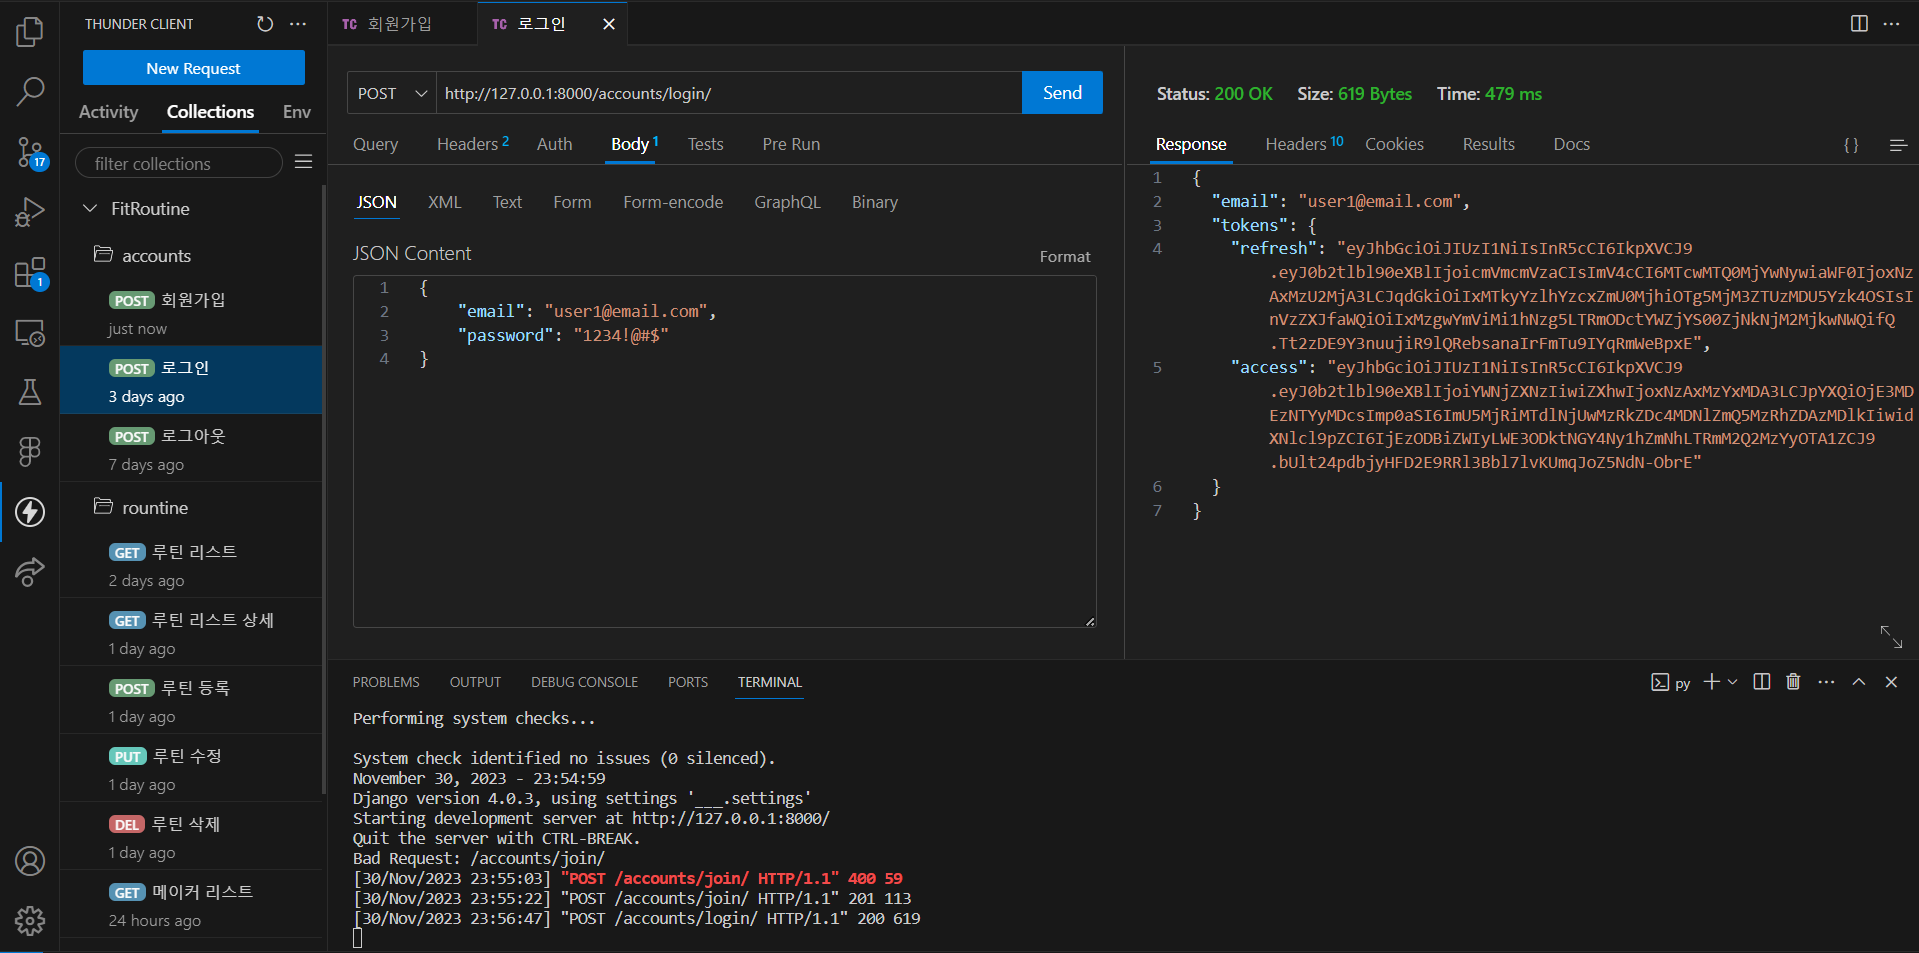 THUNDER CLIENT
New Request
Activity Collections Env
filter collections
FitRoutine
accounts
POST 회원가입
just now
POST 로그인
3 days ago
POST 로그아웃
7 days ago
rountine
GET 루틴 리스트
2 days ago
GET 루틴 리스트 상세
1 day ago
POST 루틴 등록
1 day ago
PUT 루틴 수정
1 day ago
DEL 루틴 삭제
1 day ago
GET 메이커 리스트
24 hours ago
17
1
TC 회원가입
TC 로그인
POST http://127.0.0.1:8000/accounts/login/ Send
Query Headers 2 Auth Body 1 Tests Pre Run
JSON XML Text Form Form-encode GraphQL Binary
JSON Content Format
1 {
2 "email": "user1@email.com",
3 "password": "1234!@#$"
4 }
Status: 200 OK Size: 619 Bytes Time: 479 ms
Response Headers 10 Cookies Results Docs {}
1 {
2 "email": "user1@email.com",
3 "tokens": {
4 "refresh": "eyJhbGciOiJIUzI1NiIsInR5cCI6IkpXVCJ9
.eyJ0b2tlbl90eXBlIjoicmVmcmVzaCIsImV4cCI6MTcwMTQ0MjYwNywiaWF0IjoxNz
AxMzU2MjA3LCJqdGkiOiIxMTkyYzlhYzcxZmU0MjhiOTg5MjM3ZTUzMDU5Yzk4OSIsI
nVzZXJfaWQiOiIxMzgwYmViMi1hNzg5LTRmODctYWZjYS00ZjNkNjM2MjkwNWQifQ
.Tt2zDE9Y3nuujiR9lQRebsanaIrFmTu9IYqRmWeBpxE",
5 "access": "eyJhbGciOiJIUzI1NiIsInR5cCI6IkpXVCJ9
.eyJ0b2tlbl90eXBlIjoiYWNjZXNzIiwiZXhwIjoxNzAxMzYxMDA3LCJpYXQiOjE3MD
EzNTYyMDcsImp0aSI6ImU5MjRiMTdlNjUwMzRkZDc4MDNlZmQ5MzRhZDAzMDlkIiwid
XNlcl9pZCI6IjEzODBiZWIyLWE3ODktNGY4Ny1hZmNhLTRmM2Q2MzYyOTA1ZCJ9
.bUlt24pdbjyHFD2E9RRl3Bbl7lvKUmqJoZ5NdN-ObrE"
6 }
7 }
PROBLEMS OUTPUT DEBUG CONSOLE PORTS TERMINAL
py
Performing system checks...
System check identified no issues (0 silenced).
November 30, 2023 - 23:54:59
Django version 4.0.3, using settings '___.settings'
Starting development server at http://127.0.0.1:8000/
Quit the server with CTRL-BREAK.
Bad Request: /accounts/join/
[30/Nov/2023 23:55:03] "POST /accounts/join/ HTTP/1.1" 400 59
[30/Nov/2023 23:55:22] "POST /accounts/join/ HTTP/1.1" 201 113
[30/Nov/2023 23:56:47] "POST /accounts/login/ HTTP/1.1" 200 619